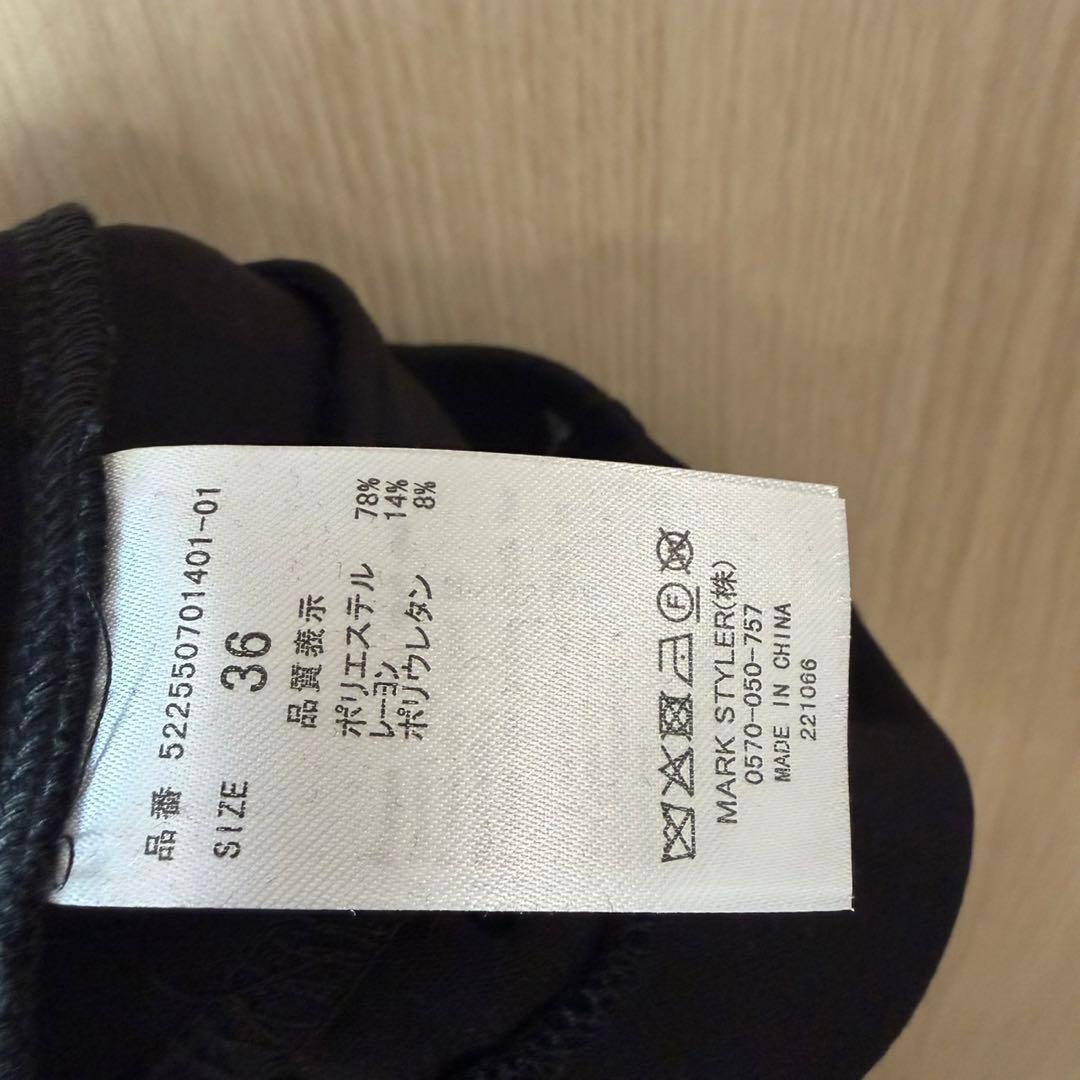 品番 522550701401-01
SIZE 36
品質表示
ポリエステル 78%
レーヨン 14%
ポリウレタン 8%
F
MARK STYLER(株)
0570-050-757
MADE IN CHINA
221066